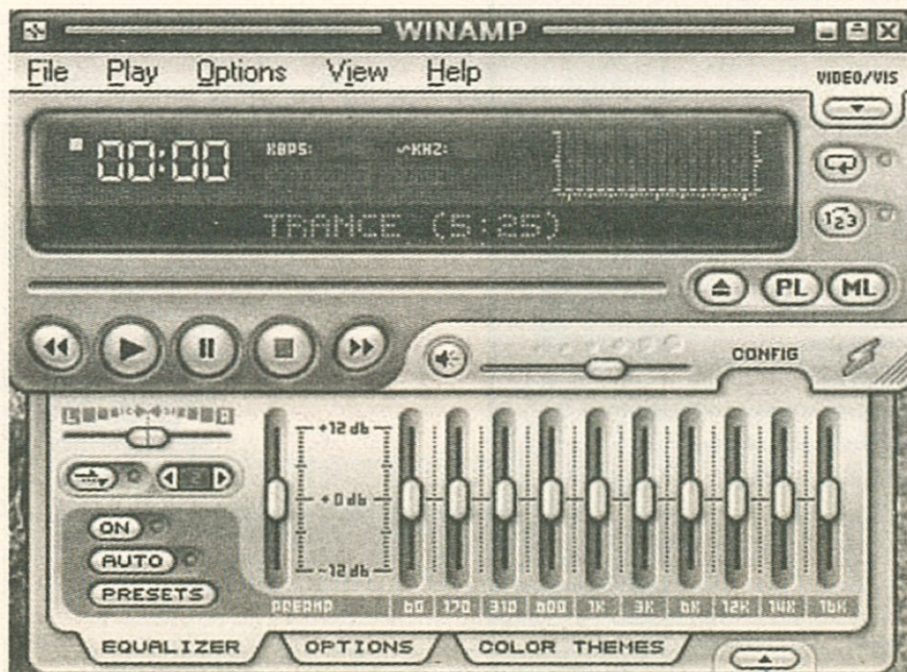 WINAMP
File Play Options View Help
VIDEO/VIS
00:00 KBPS: KHZ:
TRANCE (5:25)
123
PL ML
CONFIG
+12 db
+0 db
-12 db
ON
AUTO
PRESETS
PREAMP 60 170 310 600 1K 3K 6K 12K 14K 16K
EQUALIZER OPTIONS COLOR THEMES